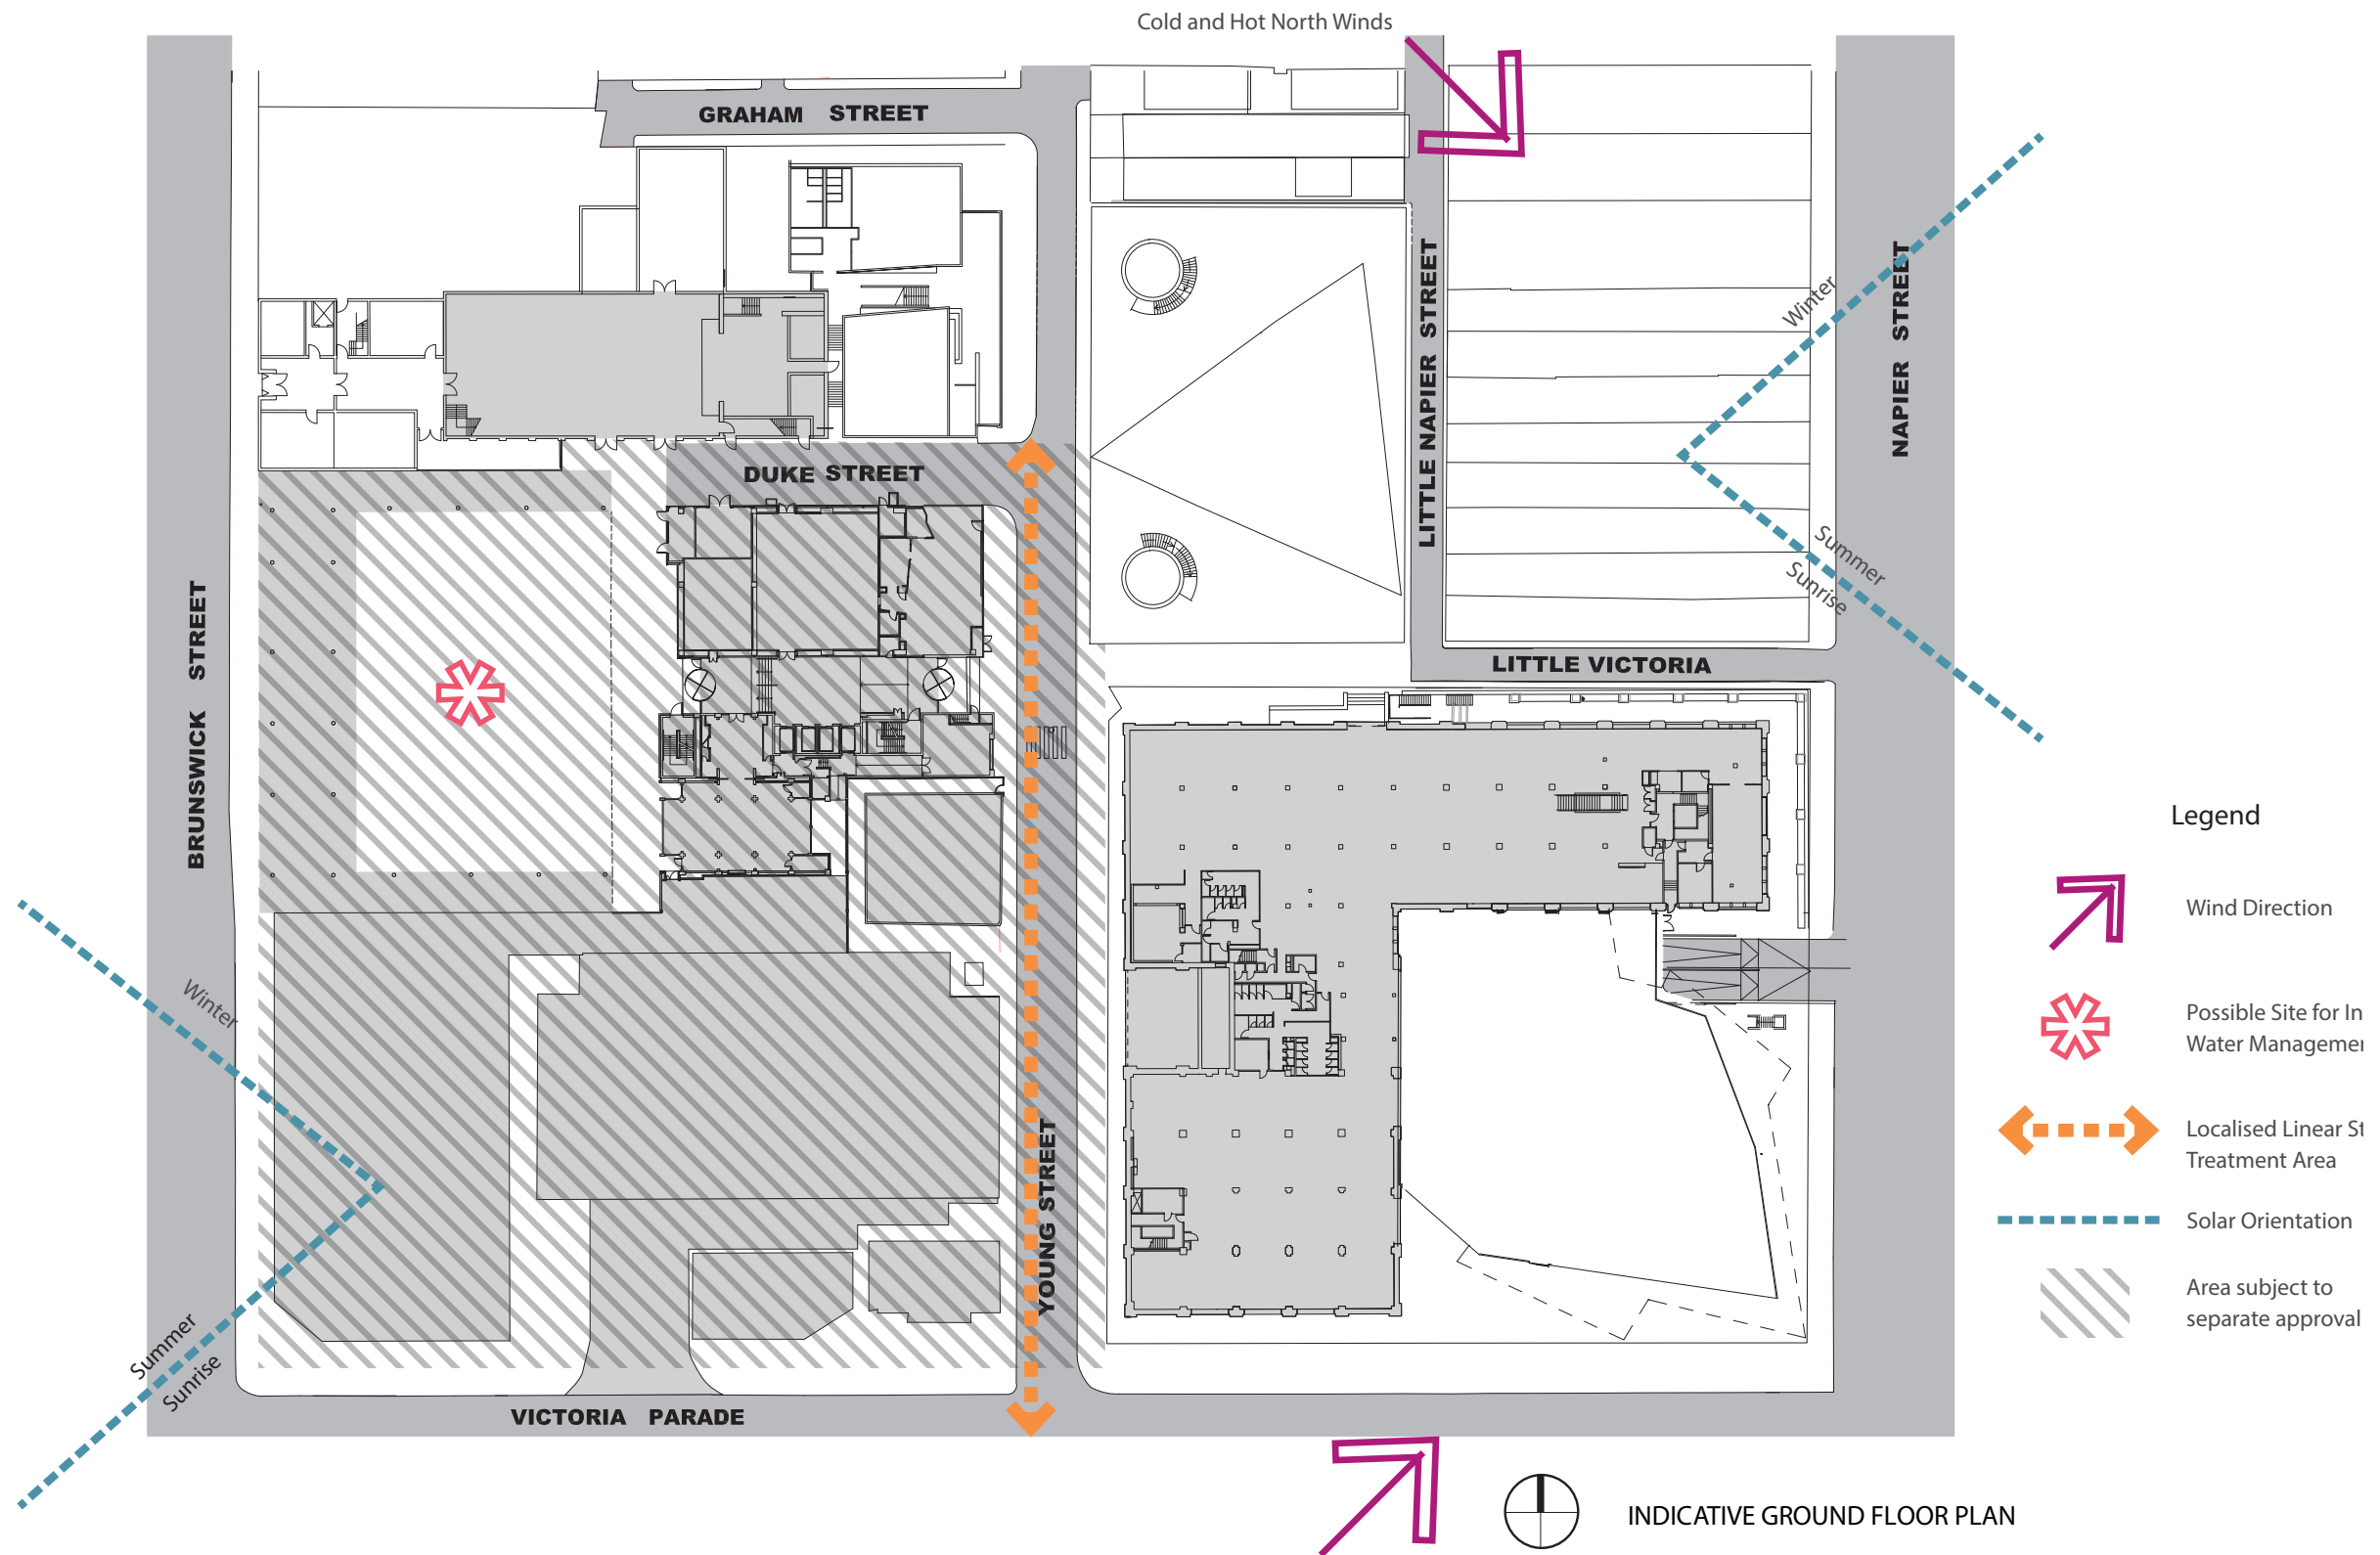 Cold and Hot North Winds
GRAHAM STREET
DUKE STREET
BRUNSWICK STREET
LITTLE NAPIER STREET
NAPIER STREET
Winter
Summer
Sunrise
LITTLE VICTORIA
Winter
Summer
Sunrise
YOUNG STREET
VICTORIA PARADE
Legend
Wind Direction
Possible Site for In
Water Managemen
Localised Linear St
Treatment Area
Solar Orientation
Area subject to
separate approval
INDICATIVE GROUND FLOOR PLAN